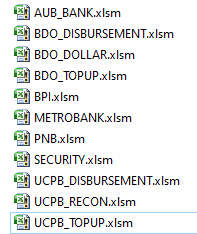 AUB_BANK.xlsm
BDO_DISBURSEMENT.xlsm
BDO_DOLLAR.xlsm
BDO_TOPUP.xlsm
BPI.xlsm
METROBANK.xlsm
PNB.xlsm
SECURITY.xlsm
UCPB_DISBURSEMENT.xlsm
UCPB_RECON.xlsm
UCPB_TOPUP.xlsm